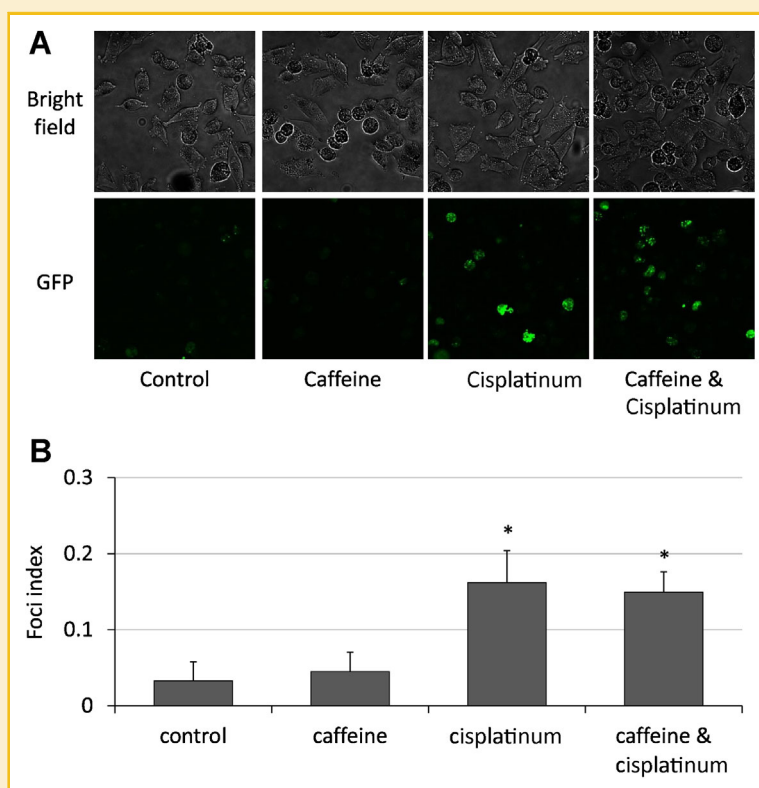 A
Bright
field
GFP
Control
Caffeine
Cisplatinum
Caffeine &
Cisplatinum
B
0.3
0.2
0.1
0
Foci index
*
*
control
caffeine
cisplatinum
caffeine &
cisplatinum